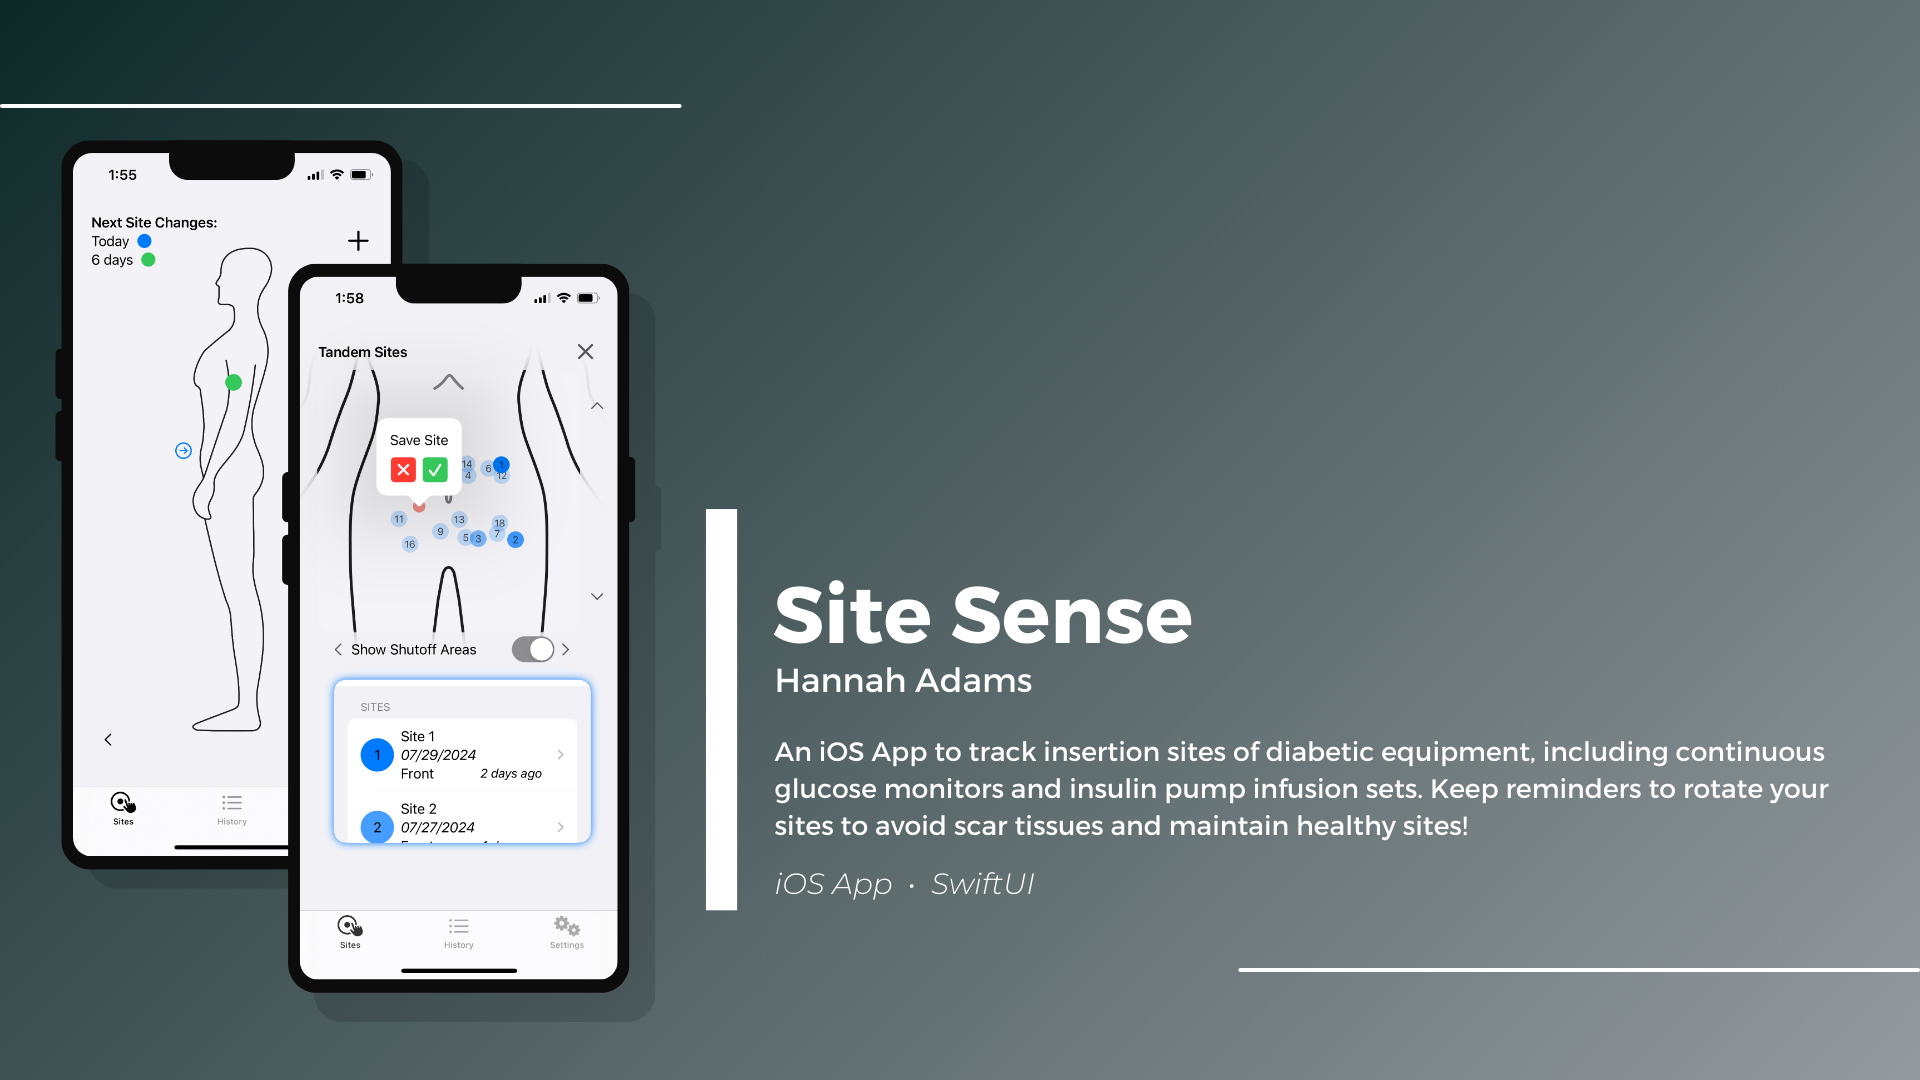 1:55
Next Site Changes:
Today
6 days
Sites
History
1:58
Tandem Sites
Save Site
14
6
1
4
12
11
13
18
9
7
5
3
2
16
Show Shutoff Areas
SITES
1
Site 1
07/29/2024
Front 2 days ago
2
Site 2
07/27/2024
Sites
History
Settings
Site Sense
Hannah Adams
An iOS App to track insertion sites of diabetic equipment, including continuous
glucose monitors and insulin pump infusion sets. Keep reminders to rotate your
sites to avoid scar tissues and maintain healthy sites!
iOS App • SwiftUI